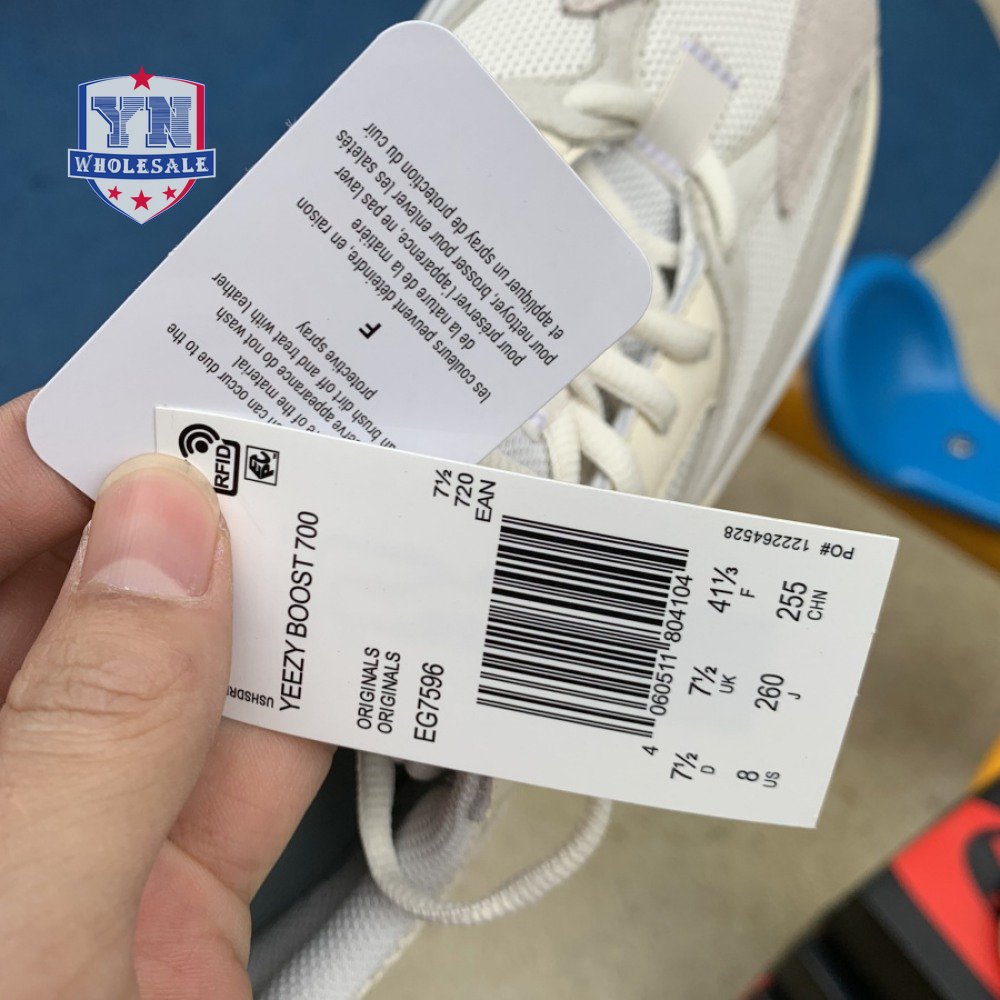 YN
WHOLESALE
les couleurs peuvent déteindre, en raison
de la nature de la matière
pour préserver l'apparence, ne pas laver
pour nettoyer, brosser pour enlever les saletés
et appliquer un spray de protection du cuir
F
can occur due to the
of the material
appearance do not wash
brush dirt off and treat with leather
protective spray
RFID
YEEZY BOOST 700
ORIGINALS
ORIGINALS
EG7596
7½
720
EAN
4 060511 804104
7½ D
7½ UK
41⅓ F
8 US
260 J
255 CHN
PO# 122264528